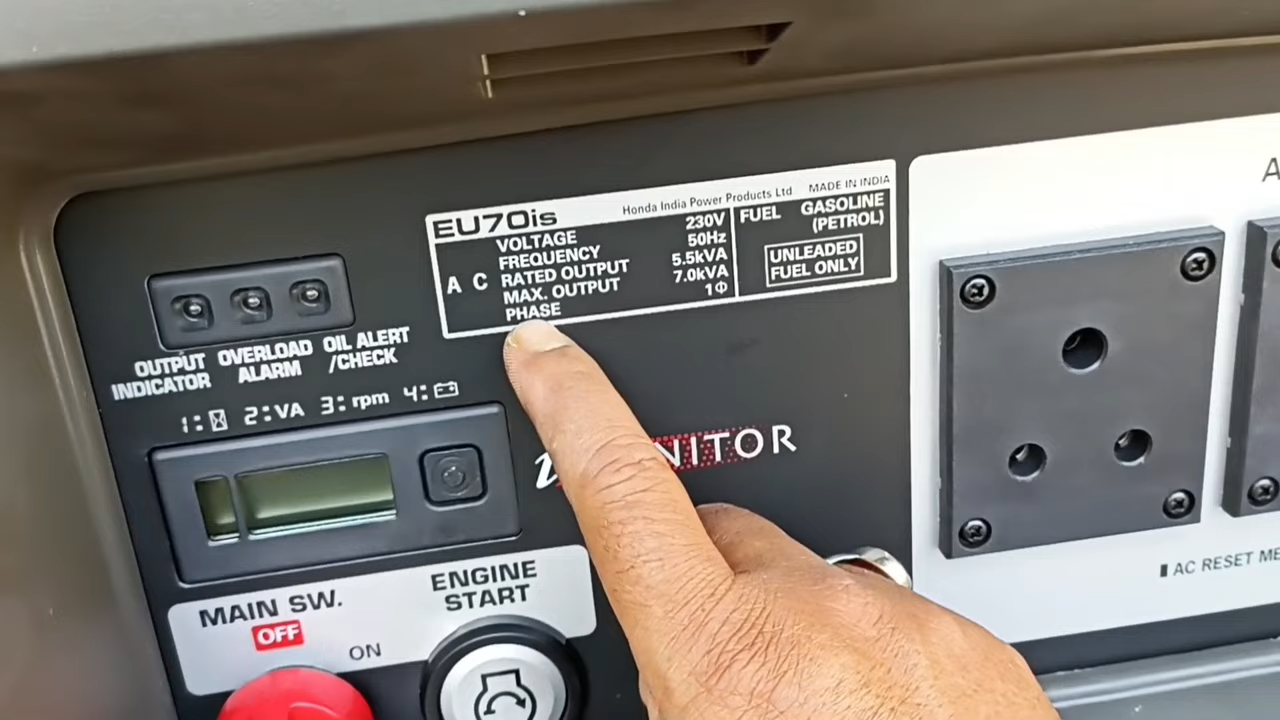 EU70is Honda India Power Products Ltd MADE IN INDIA
A C
VOLTAGE 230V
FREQUENCY 50Hz
RATED OUTPUT 5.5kVA
MAX. OUTPUT 7.0kVA
PHASE 1Φ
FUEL GASOLINE
(PETROL)
UNLEADED
FUEL ONLY
OUTPUT
INDICATOR
OVERLOAD
ALARM
OIL ALERT
/CHECK
1: 2:VA 3:rpm 4:
NITOR
MAIN SW.
OFF
ON
ENGINE
START
AC RESET